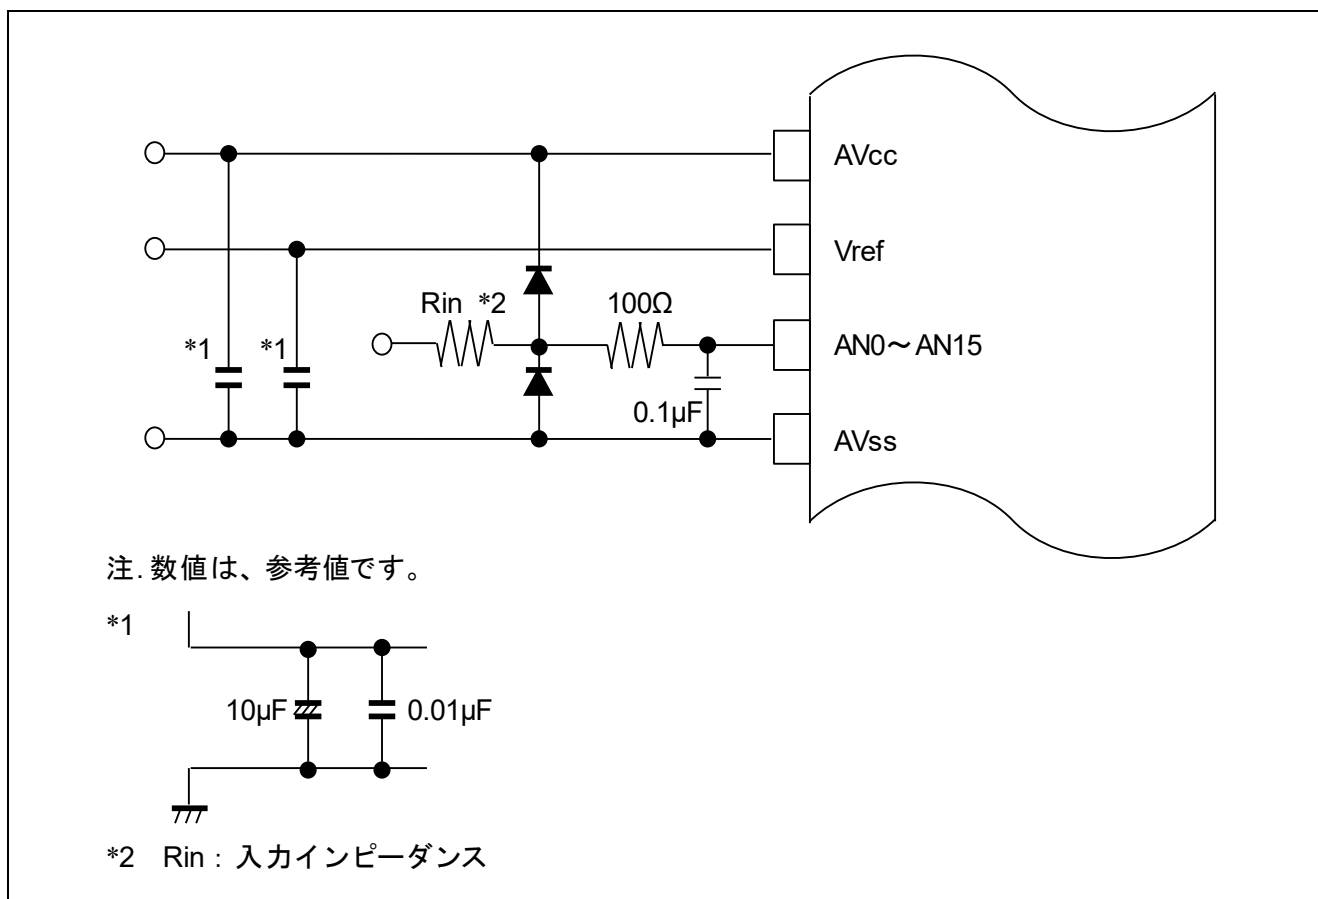 AVcc
Vref
Rin *2
100Ω
*1
*1
AN0～AN15
0.1µF
AVss
注. 数値は、参考値です。
*1
10µF
0.01µF
*2 Rin : 入力インピーダンス